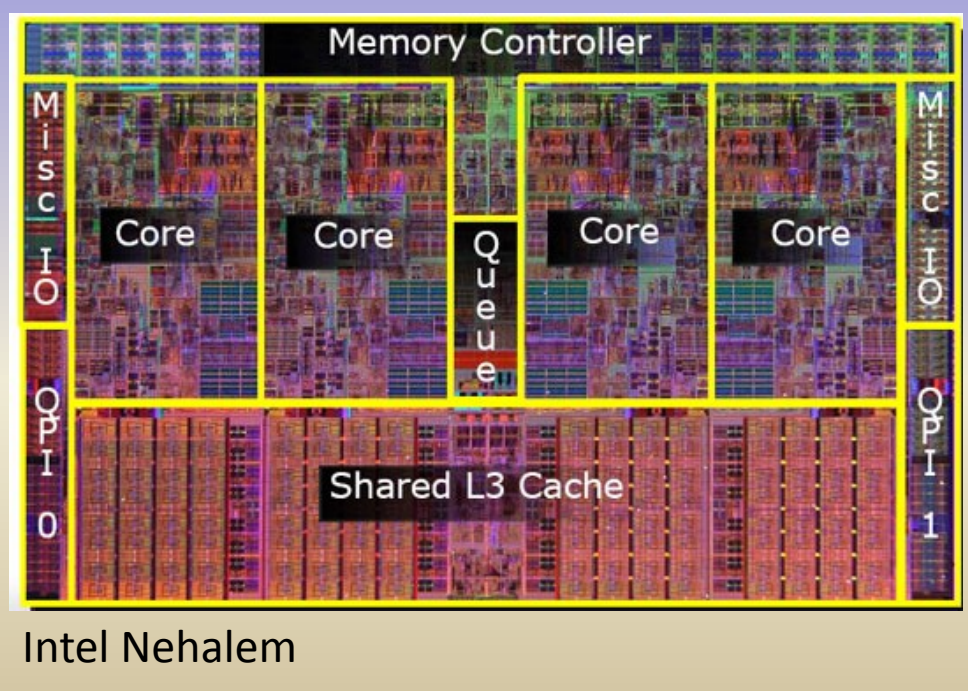 Memory Controller
Misc IO
Core
Core
Queue
Core
Core
Misc IO
QPI 0
Shared L3 Cache
QPI 1
Intel Nehalem